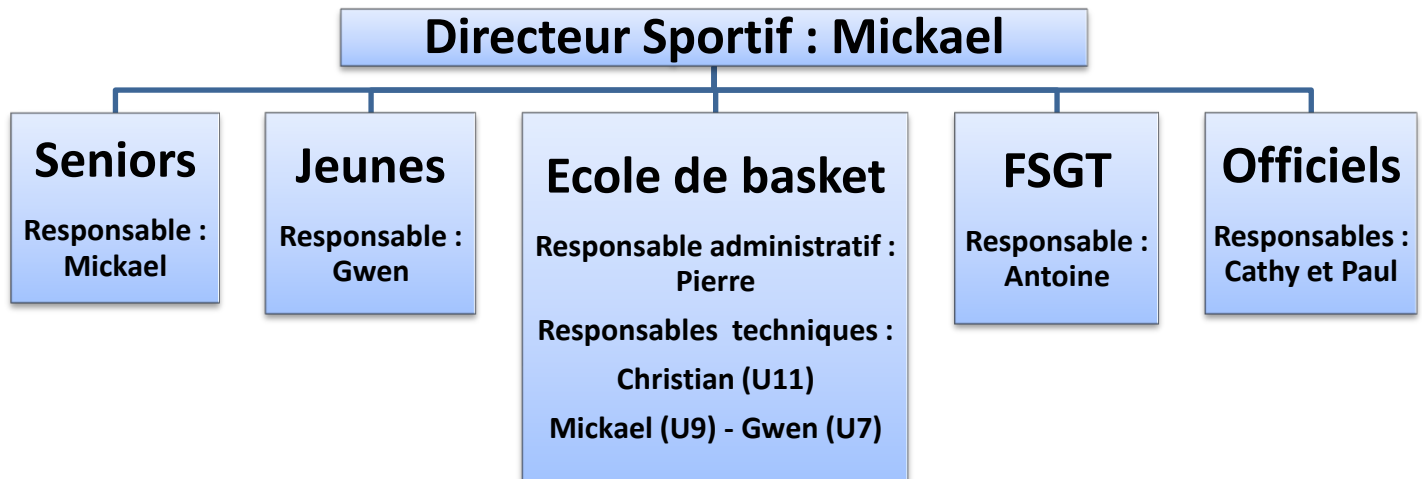 Directeur Sportif : Mickael
Seniors
Responsable :
Mickael
Jeunes
Responsable :
Gwen
Ecole de basket
Responsable administratif :
Pierre
Responsables techniques :
Christian (U11)
Mickael (U9) - Gwen (U7)
FSGT
Responsable :
Antoine
Officiels
Responsables :
Cathy et Paul